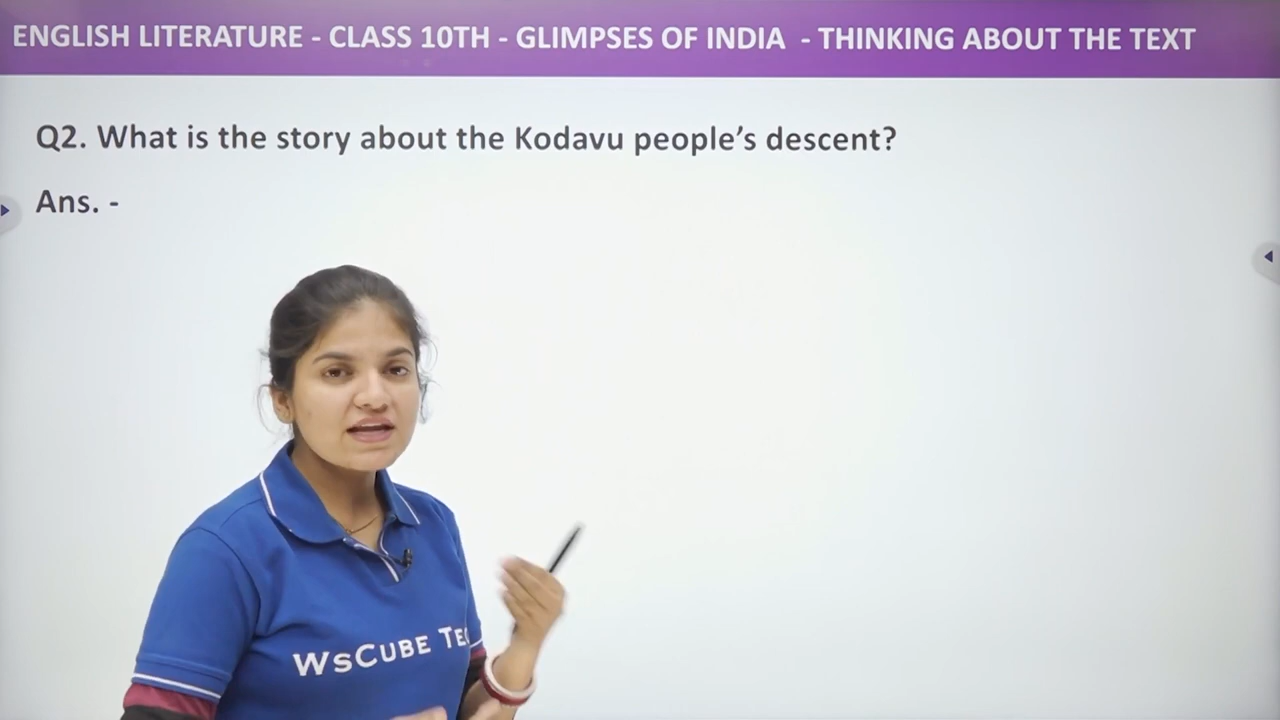 ENGLISH LITERATURE - CLASS 10TH - GLIMPSES OF INDIA - THINKING ABOUT THE TEXT
Q2. What is the story about the Kodavu people's descent?
Ans. -
WSCUBE TEC